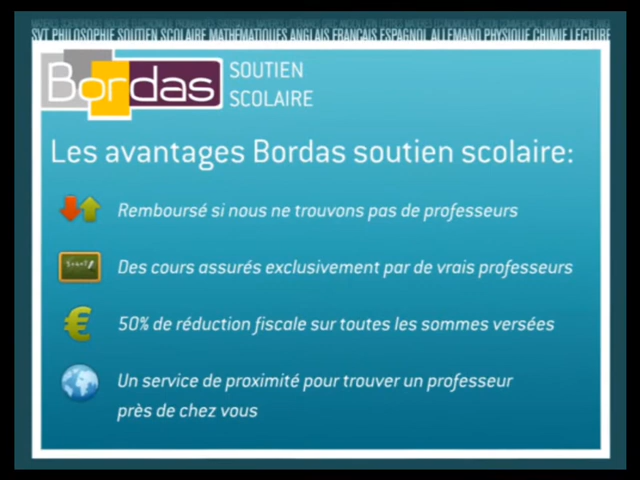 SVT PHILOSOPHIE SOUTIEN SCOLAIRE MATHÉMATIQUES ANGLAIS FRANÇAIS ESPAGNOL ALLEMAND PHYSIQUE CHIMIE LECTURE
Bordas
SOUTIEN
SCOLAIRE
Les avantages Bordas soutien scolaire:
Remboursé si nous ne trouvons pas de professeurs
Des cours assurés exclusivement par de vrais professeurs
50% de réduction fiscale sur toutes les sommes versées
Un service de proximité pour trouver un professeur
près de chez vous